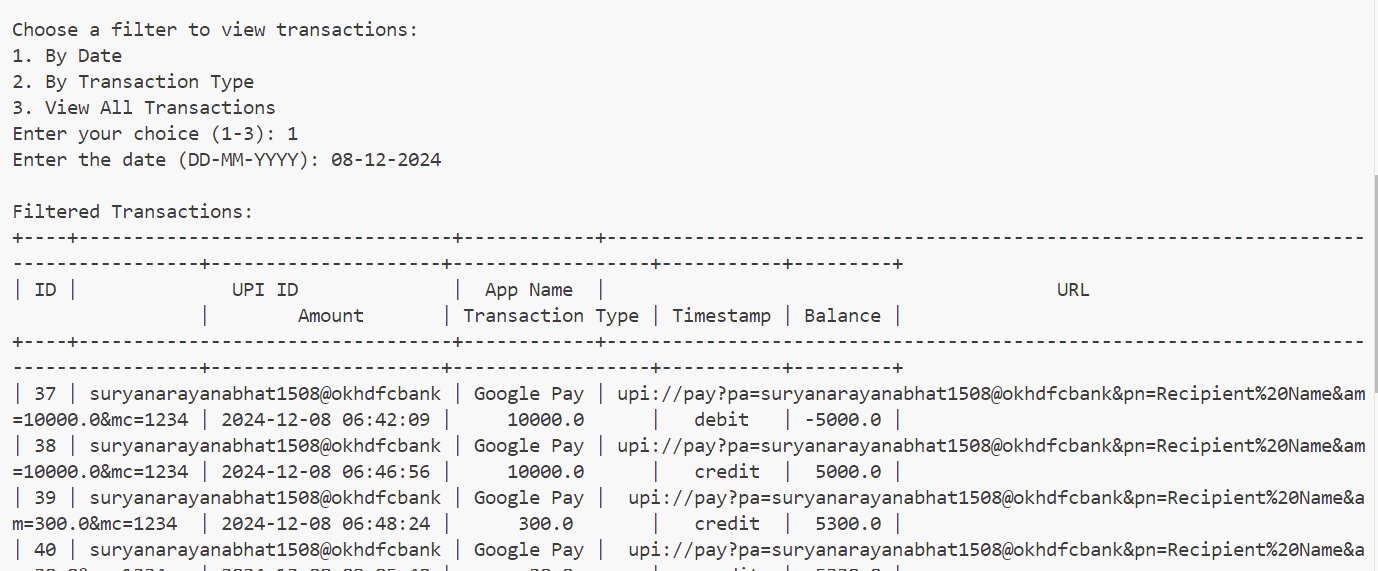 Choose a filter to view transactions:
1. By Date
2. By Transaction Type
3. View All Transactions
Enter your choice (1-3): 1
Enter the date (DD-MM-YYYY): 08-12-2024
Filtered Transactions:
+----+----------------------------------+------------+---------------------------------------------------------------------
-----------------+---------------------+------------------+-----------+---------+
| ID | UPI ID | App Name | URL
| Amount | Transaction Type | Timestamp | Balance |
+----+----------------------------------+------------+---------------------------------------------------------------------
-----------------+---------------------+------------------+-----------+---------+
| 37 | suryanarayanabhat1508@okhdfcbank | Google Pay | upi://pay?pa=suryanarayanabhat1508@okhdfcbank&pn=Recipient%20Name&am
=10000.0&mc=1234 | 2024-12-08 06:42:09 | 10000.0 | debit | -5000.0 |
| 38 | suryanarayanabhat1508@okhdfcbank | Google Pay | upi://pay?pa=suryanarayanabhat1508@okhdfcbank&pn=Recipient%20Name&am
=10000.0&mc=1234 | 2024-12-08 06:46:56 | 10000.0 | credit | 5000.0 |
| 39 | suryanarayanabhat1508@okhdfcbank | Google Pay | upi://pay?pa=suryanarayanabhat1508@okhdfcbank&pn=Recipient%20Name&a
m=300.0&mc=1234 | 2024-12-08 06:48:24 | 300.0 | credit | 5300.0 |
| 40 | suryanarayanabhat1508@okhdfcbank | Google Pay | upi://pay?pa=suryanarayanabhat1508@okhdfcbank&pn=Recipient%20Name&a